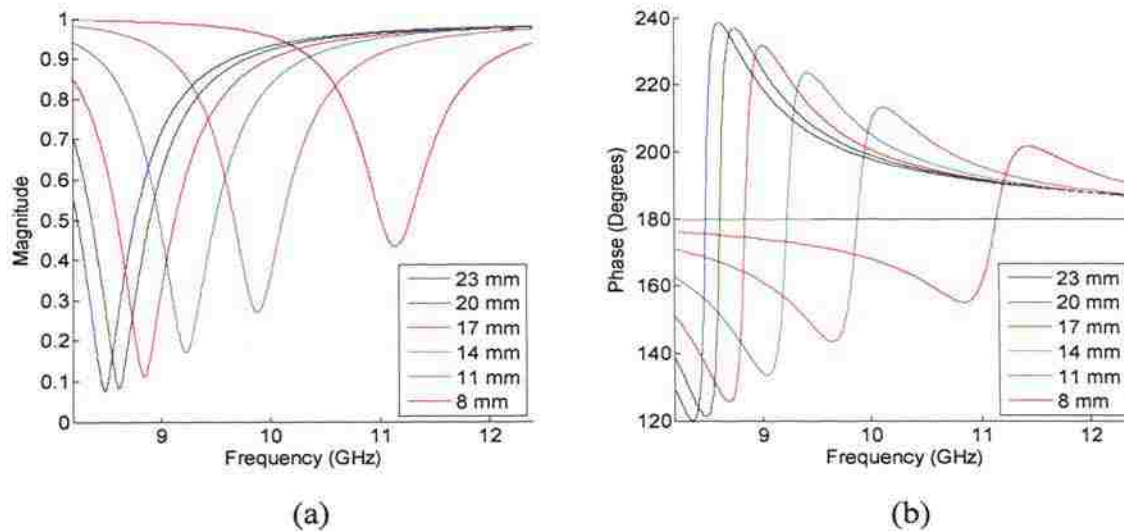 1
0.9
0.8
0.7
0.6
0.5
0.4
0.3
0.2
0.1
0
Magnitude
9 10 11 12
Frequency (GHz)
23 mm
20 mm
17 mm
14 mm
11 mm
8 mm
(a)
240
220
200
180
160
140
120
Phase (Degrees)
9 10 11 12
Frequency (GHz)
23 mm
20 mm
17 mm
14 mm
11 mm
8 mm
(b)